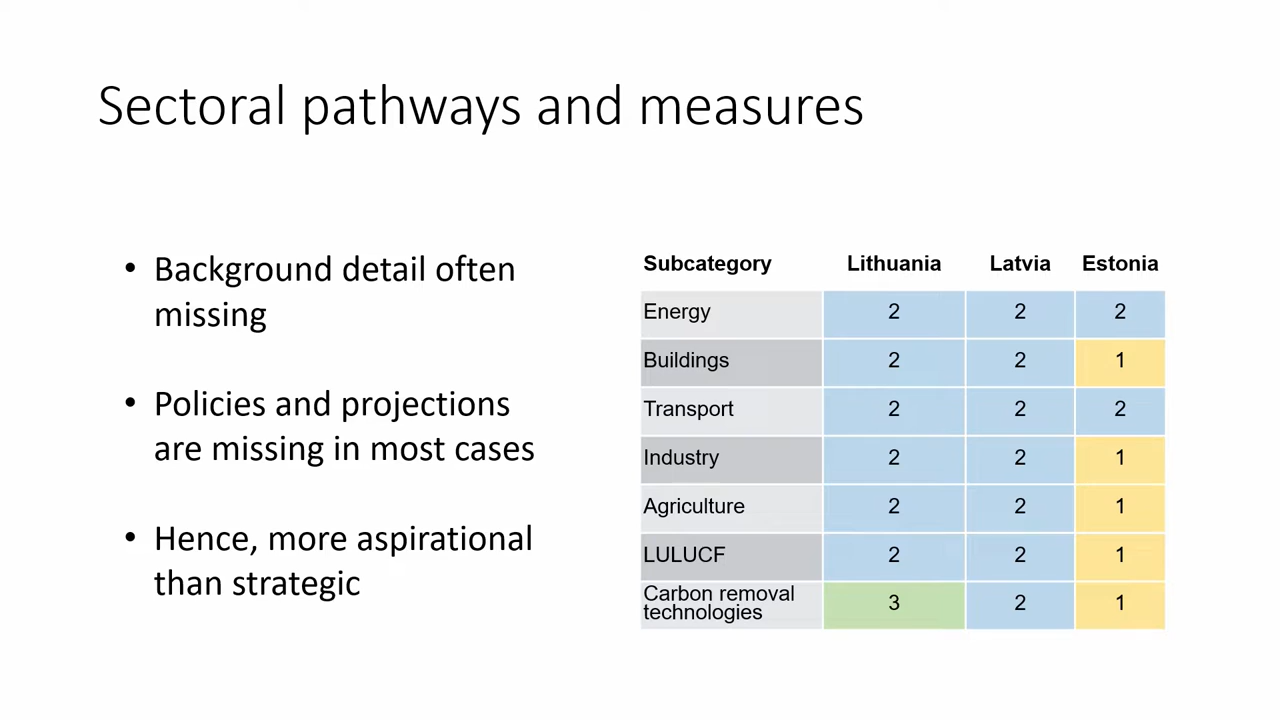 Sectoral pathways and measures
• Background detail often
missing
• Policies and projections
are missing in most cases
• Hence, more aspirational
than strategic
Subcategory Lithuania Latvia Estonia
Energy 2 2 2
Buildings 2 2 1
Transport 2 2 2
Industry 2 2 1
Agriculture 2 2 1
LULUCF 2 2 1
Carbon removal
technologies 3 2 1